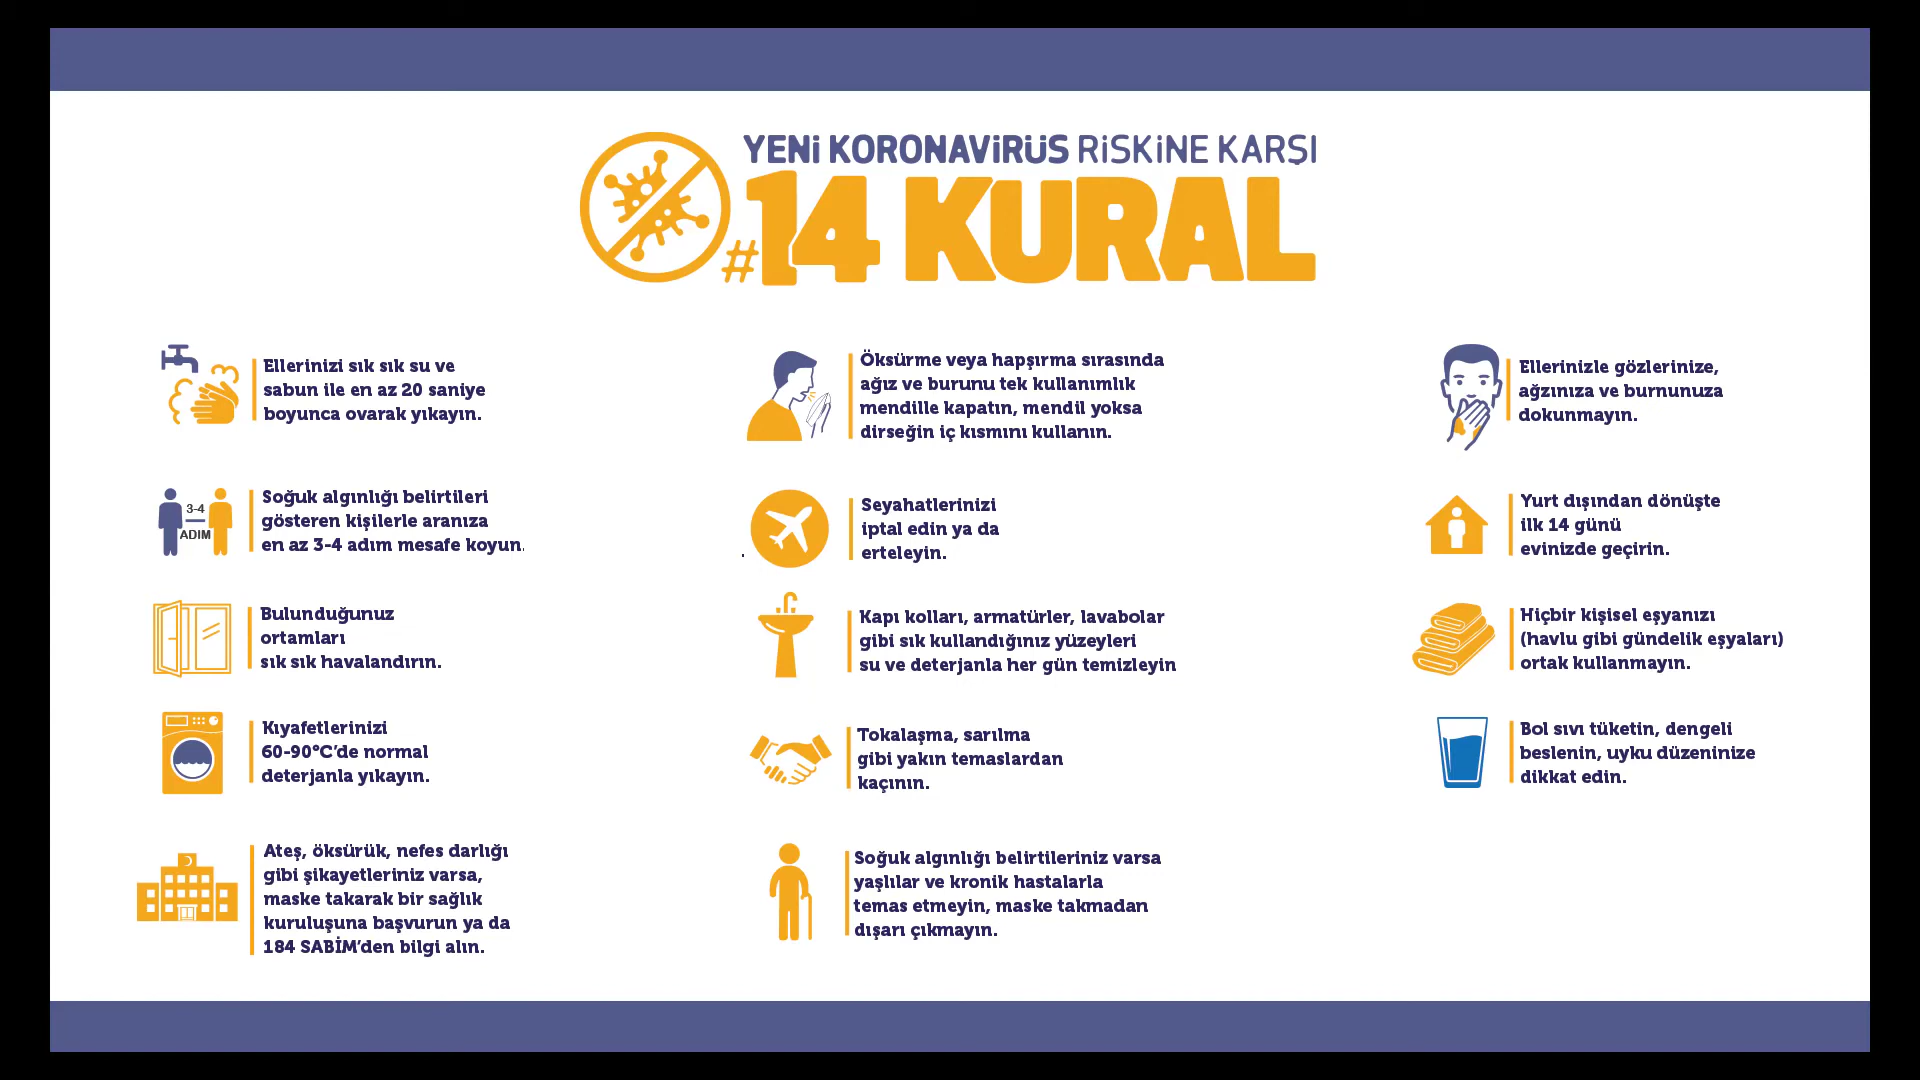 YENİ KORONAVİRÜS RİSKİNE KARŞI
#14 KURAL
Ellerinizi sık sık su ve
sabun ile en az 20 saniye
boyunca ovarak yıkayın.
Öksürme veya hapşırma sırasında
ağız ve burunu tek kullanımlık
mendille kapatın, mendil yoksa
dirseğin iç kısmını kullanın.
Ellerinizle gözlerinize,
ağzınıza ve burnunuza
dokunmayın.
3-4
ADIM
Soğuk algınlığı belirtileri
gösteren kişilerle aranıza
en az 3-4 adım mesafe koyun.
Seyahatlerinizi
iptal edin ya da
erteleyin.
Yurt dışından dönüşte
ilk 14 günü
evinizde geçirin.
Bulunduğunuz
ortamları
sık sık havalandırın.
Kapı kolları, armatürler, lavabolar
gibi sık kullandığınız yüzeyleri
su ve deterjanla her gün temizleyin
Hiçbir kişisel eşyanızı
(havlu gibi gündelik eşyaları)
ortak kullanmayın.
Kıyafetlerinizi
60-90°C'de normal
deterjanla yıkayın.
Tokalaşma, sarılma
gibi yakın temaslardan
kaçının.
Bol sıvı tüketin, dengeli
beslenin, uyku düzeninize
dikkat edin.
Ateş, öksürük, nefes darlığı
gibi şikayetleriniz varsa,
maske takarak bir sağlık
kuruluşuna başvurun ya da
184 SABİM'den bilgi alın.
Soğuk algınlığı belirtileriniz varsa
yaşlılar ve kronik hastalarla
temas etmeyin, maske takmadan
dışarı çıkmayın.